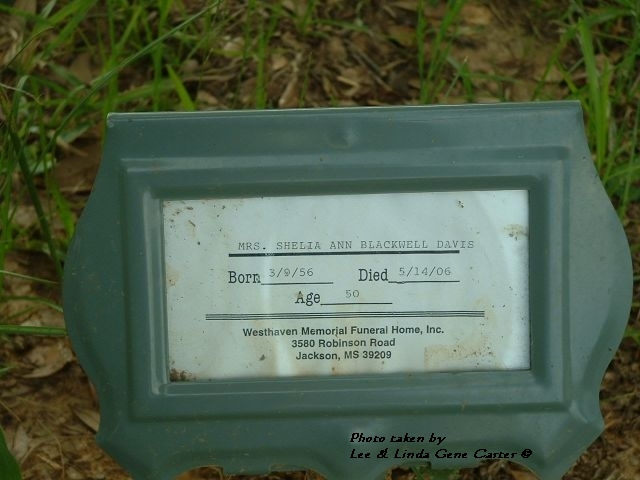 MRS. SHELIA ANN BLACKWELL DAVIS
Born 3/9/56 Died 5/14/06
Age 50
Westhaven Memorial Funeral Home, Inc.
3580 Robinson Road
Jackson, MS 39209
Photo taken by
Lee & Linda Gene Carter ©